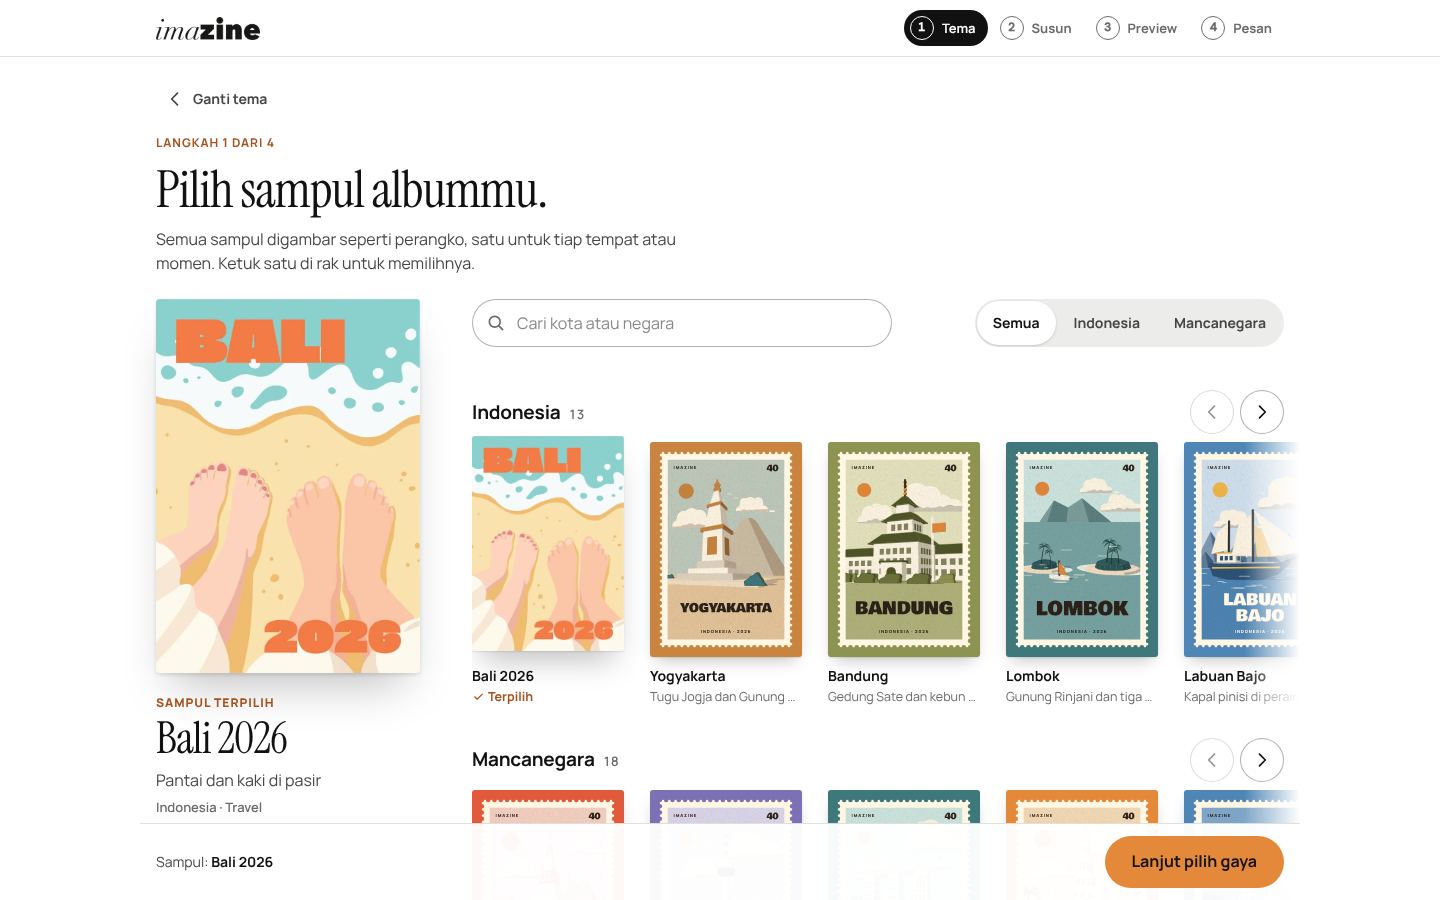 imazine
1 Tema
2 Susun
3 Preview
4 Pesan
Ganti tema
LANGKAH 1 DARI 4
Pilih sampul albummu.
Semua sampul digambar seperti perangko, satu untuk tiap tempat atau
momen. Ketuk satu di rak untuk memilihnya.
BALI
2026
SAMPUL TERPILIH
Bali 2026
Pantai dan kaki di pasir
Indonesia · Travel
Cari kota atau negara
Semua
Indonesia
Mancanegara
Indonesia 13
BALI
2026
Bali 2026
Terpilih
IMAZINE 40
YOGYAKARTA
INDONESIA · 2026
Yogyakarta
Tugu Jogja dan Gunung ...
IMAZINE 40
BANDUNG
INDONESIA · 2026
Bandung
Gedung Sate dan kebun ...
IMAZINE 40
LOMBOK
INDONESIA · 2026
Lombok
Gunung Rinjani dan tiga ...
IMAZINE
LABUAN
BAJO
INDONESIA · 2026
Labuan Bajo
Kapal pinisi di
Mancanegara 18
IMAZINE 40
IMAZINE 40
IMAZINE 40
IMAZINE 40
IMAZINE
Sampul: Bali 2026
Lanjut pilih gaya